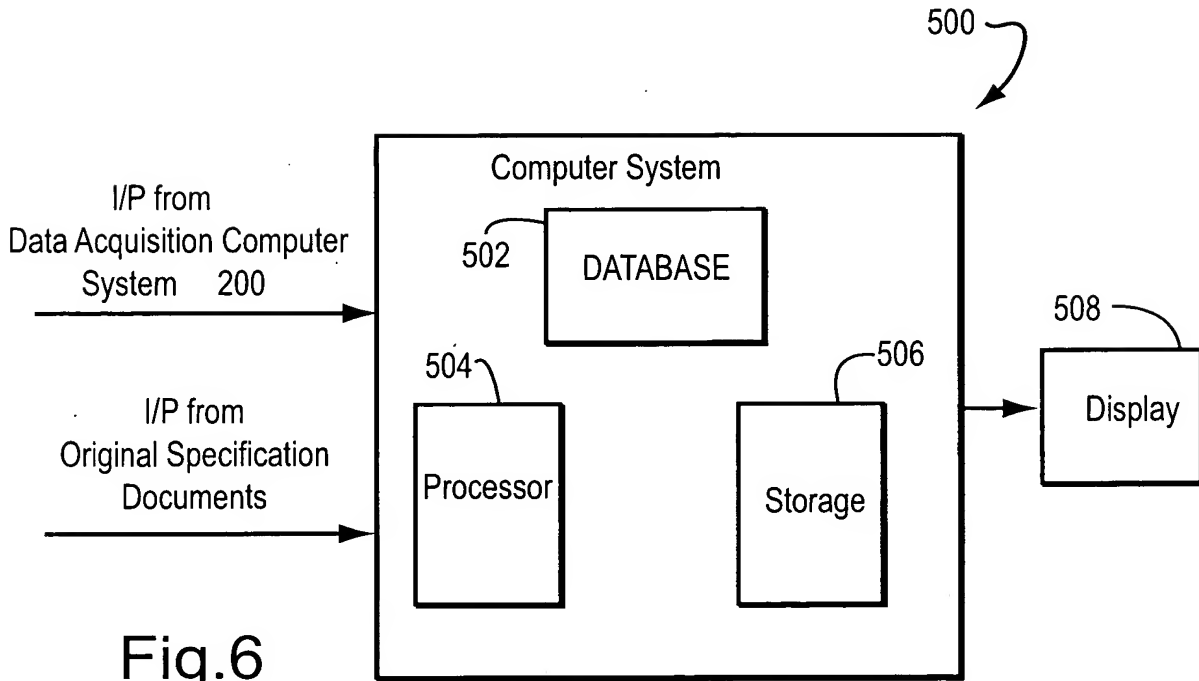 500
Computer System
I/P from
Data Acquisition Computer
System 200
502
DATABASE
508
Display
504
Processor
506
Storage
I/P from
Original Specification
Documents
Fig.6